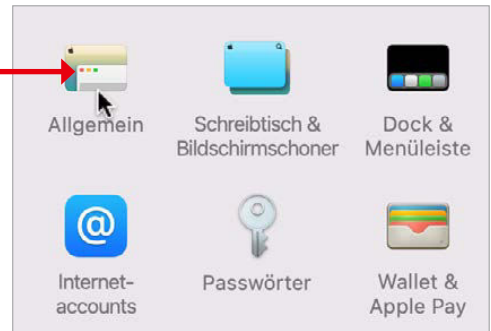 Allgemein
Schreibtisch &
Bildschirmschoner
Dock &
Menüleiste
@
Internet-
accounts
Passwörter
Wallet &
Apple Pay